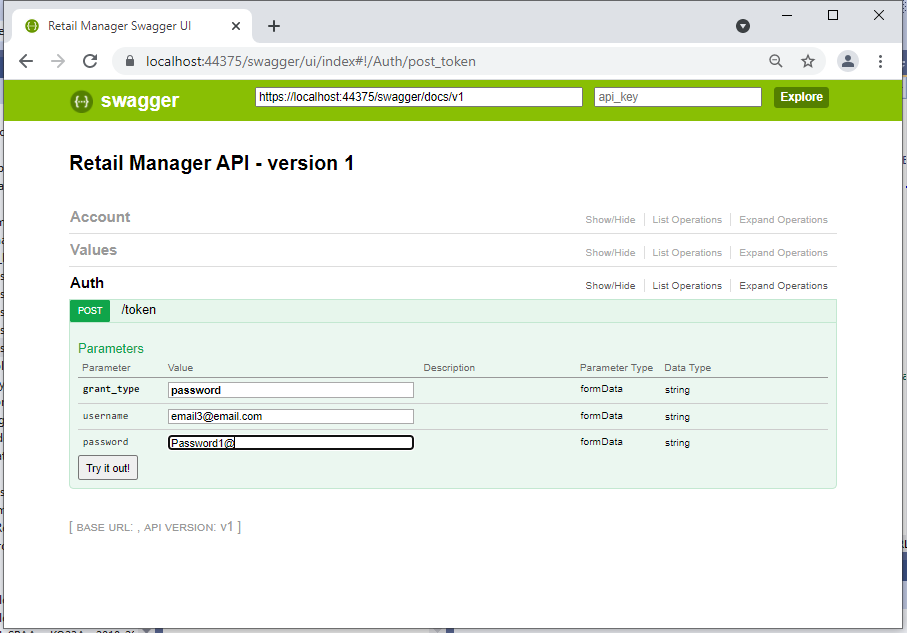 Retail Manager Swagger UI
localhost:44375/swagger/ui/index#!/Auth/post_token
swagger
https://localhost:44375/swagger/docs/v1
api_key
Explore
Retail Manager API - version 1
Account Show/Hide List Operations Expand Operations
Values Show/Hide List Operations Expand Operations
Auth Show/Hide List Operations Expand Operations
POST /token
Parameters
Parameter Value Description Parameter Type Data Type
grant_type password formData string
username email3@email.com formData string
password Password1@ formData string
Try it out!
[ BASE URL: , API VERSION: v1 ]